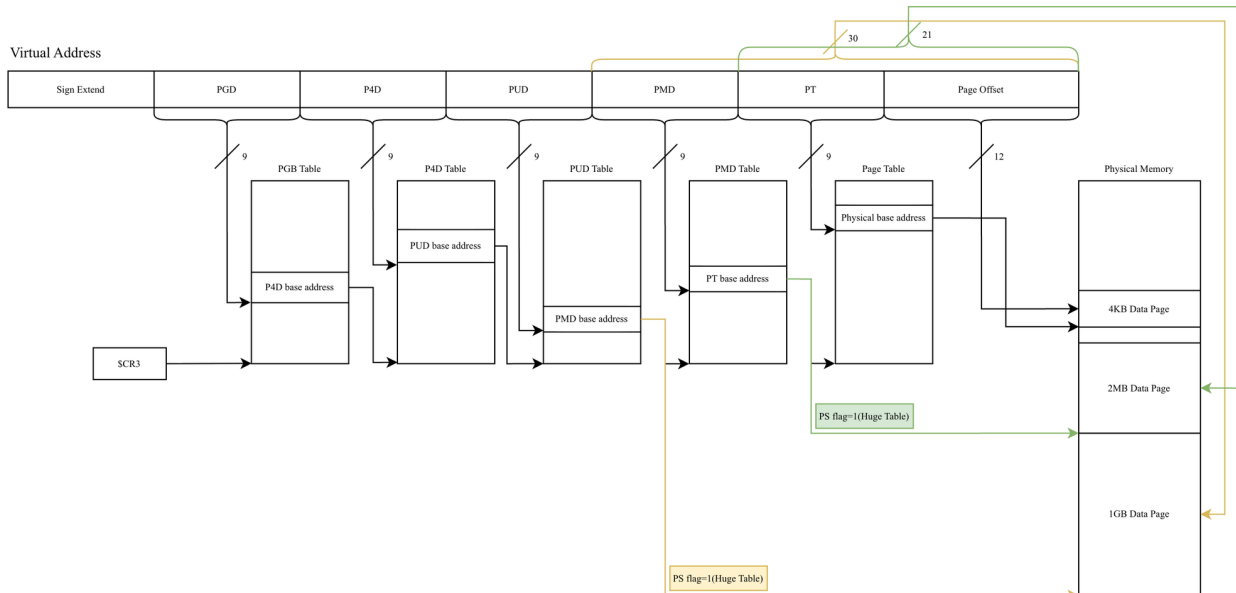 30
21
Virtual Address
Sign Extend
PGD
P4D
PUD
PMD
PT
Page Offset
9
9
9
9
9
12
PGB Table
P4D Table
PUD Table
PMD Table
Page Table
Physical Memory
Physical base address
PUD base address
PT base address
P4D base address
4KB Data Page
PMD base address
$CR3
2MB Data Page
PS flag=1(Huge Table)
1GB Data Page
PS flag=1(Huge Table)